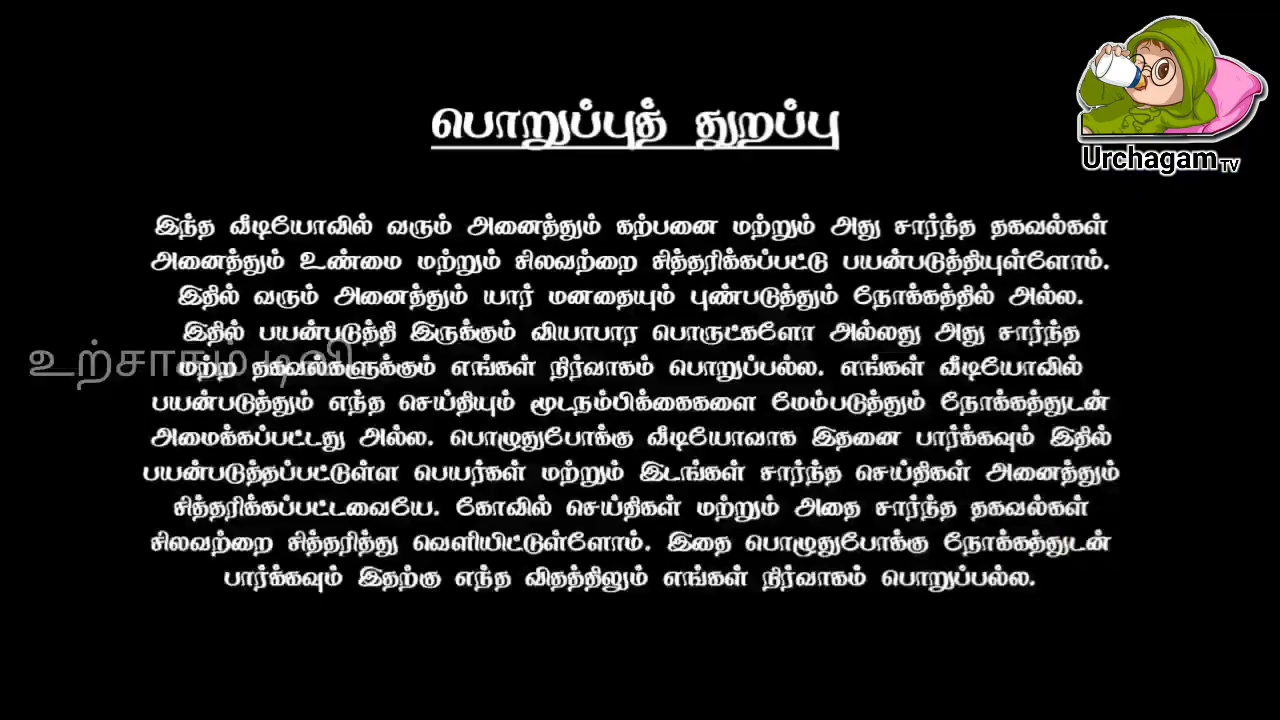 பொறுப்புத் துறப்பு
Urchagam TV
இந்த வீடியோவில் வரும் அனைத்தும் கற்பனை மற்றும் அது சார்ந்த தகவல்கள்
அனைத்தும் உண்மை மற்றும் சிலவற்றை சித்தரிக்கப்பட்டு பயன்படுத்தியுள்ளோம்.
இதில் வரும் அனைத்தும் யார் மனதையும் புண்படுத்தும் நோக்கத்தில் அல்ல.
இதில் பயன்படுத்தி இருக்கும் வியாபார பொருட்களோ அல்லது அது சார்ந்த
உற்சாகம் டிவி
மற்ற தகவல்களுக்கும் எங்கள் நிர்வாகம் பொறுப்பல்ல. எங்கள் வீடியோவில்
பயன்படுத்தும் எந்த செய்தியும் மூடநம்பிக்கைகளை மேம்படுத்தும் நோக்கத்துடன்
அமைக்கப்பட்டது அல்ல. பொழுதுபோக்கு வீடியோவாக இதனை பார்க்கவும் இதில்
பயன்படுத்தப்பட்டுள்ள பெயர்கள் மற்றும் இடங்கள் சார்ந்த செய்திகள் அனைத்தும்
சித்தரிக்கப்பட்டவையே. கோவில் செய்திகள் மற்றும் அதை சார்ந்த தகவல்கள்
சிலவற்றை சித்தரித்து வெளியிட்டுள்ளோம். இதை பொழுதுபோக்கு நோக்கத்துடன்
பார்க்கவும் இதற்கு எந்த விதத்திலும் எங்கள் நிர்வாகம் பொறுப்பல்ல.